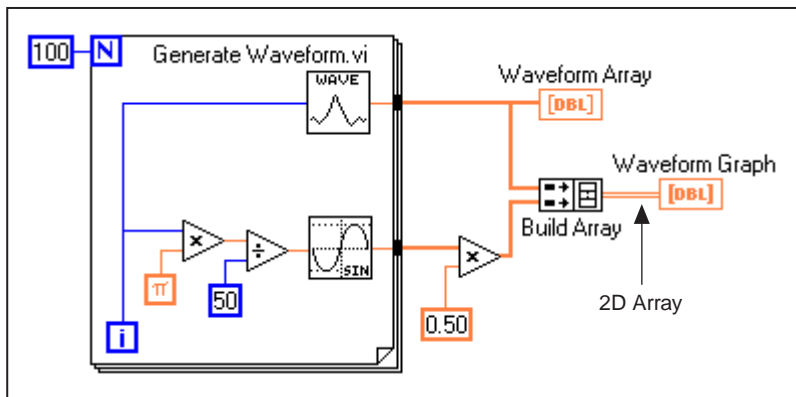 100
N
Generate Waveform.vi
WAVE
Waveform Array
[DBL]
Waveform Graph
[DBL]
Build Array
×
÷
SIN
×
π
50
0.50
2D Array
i